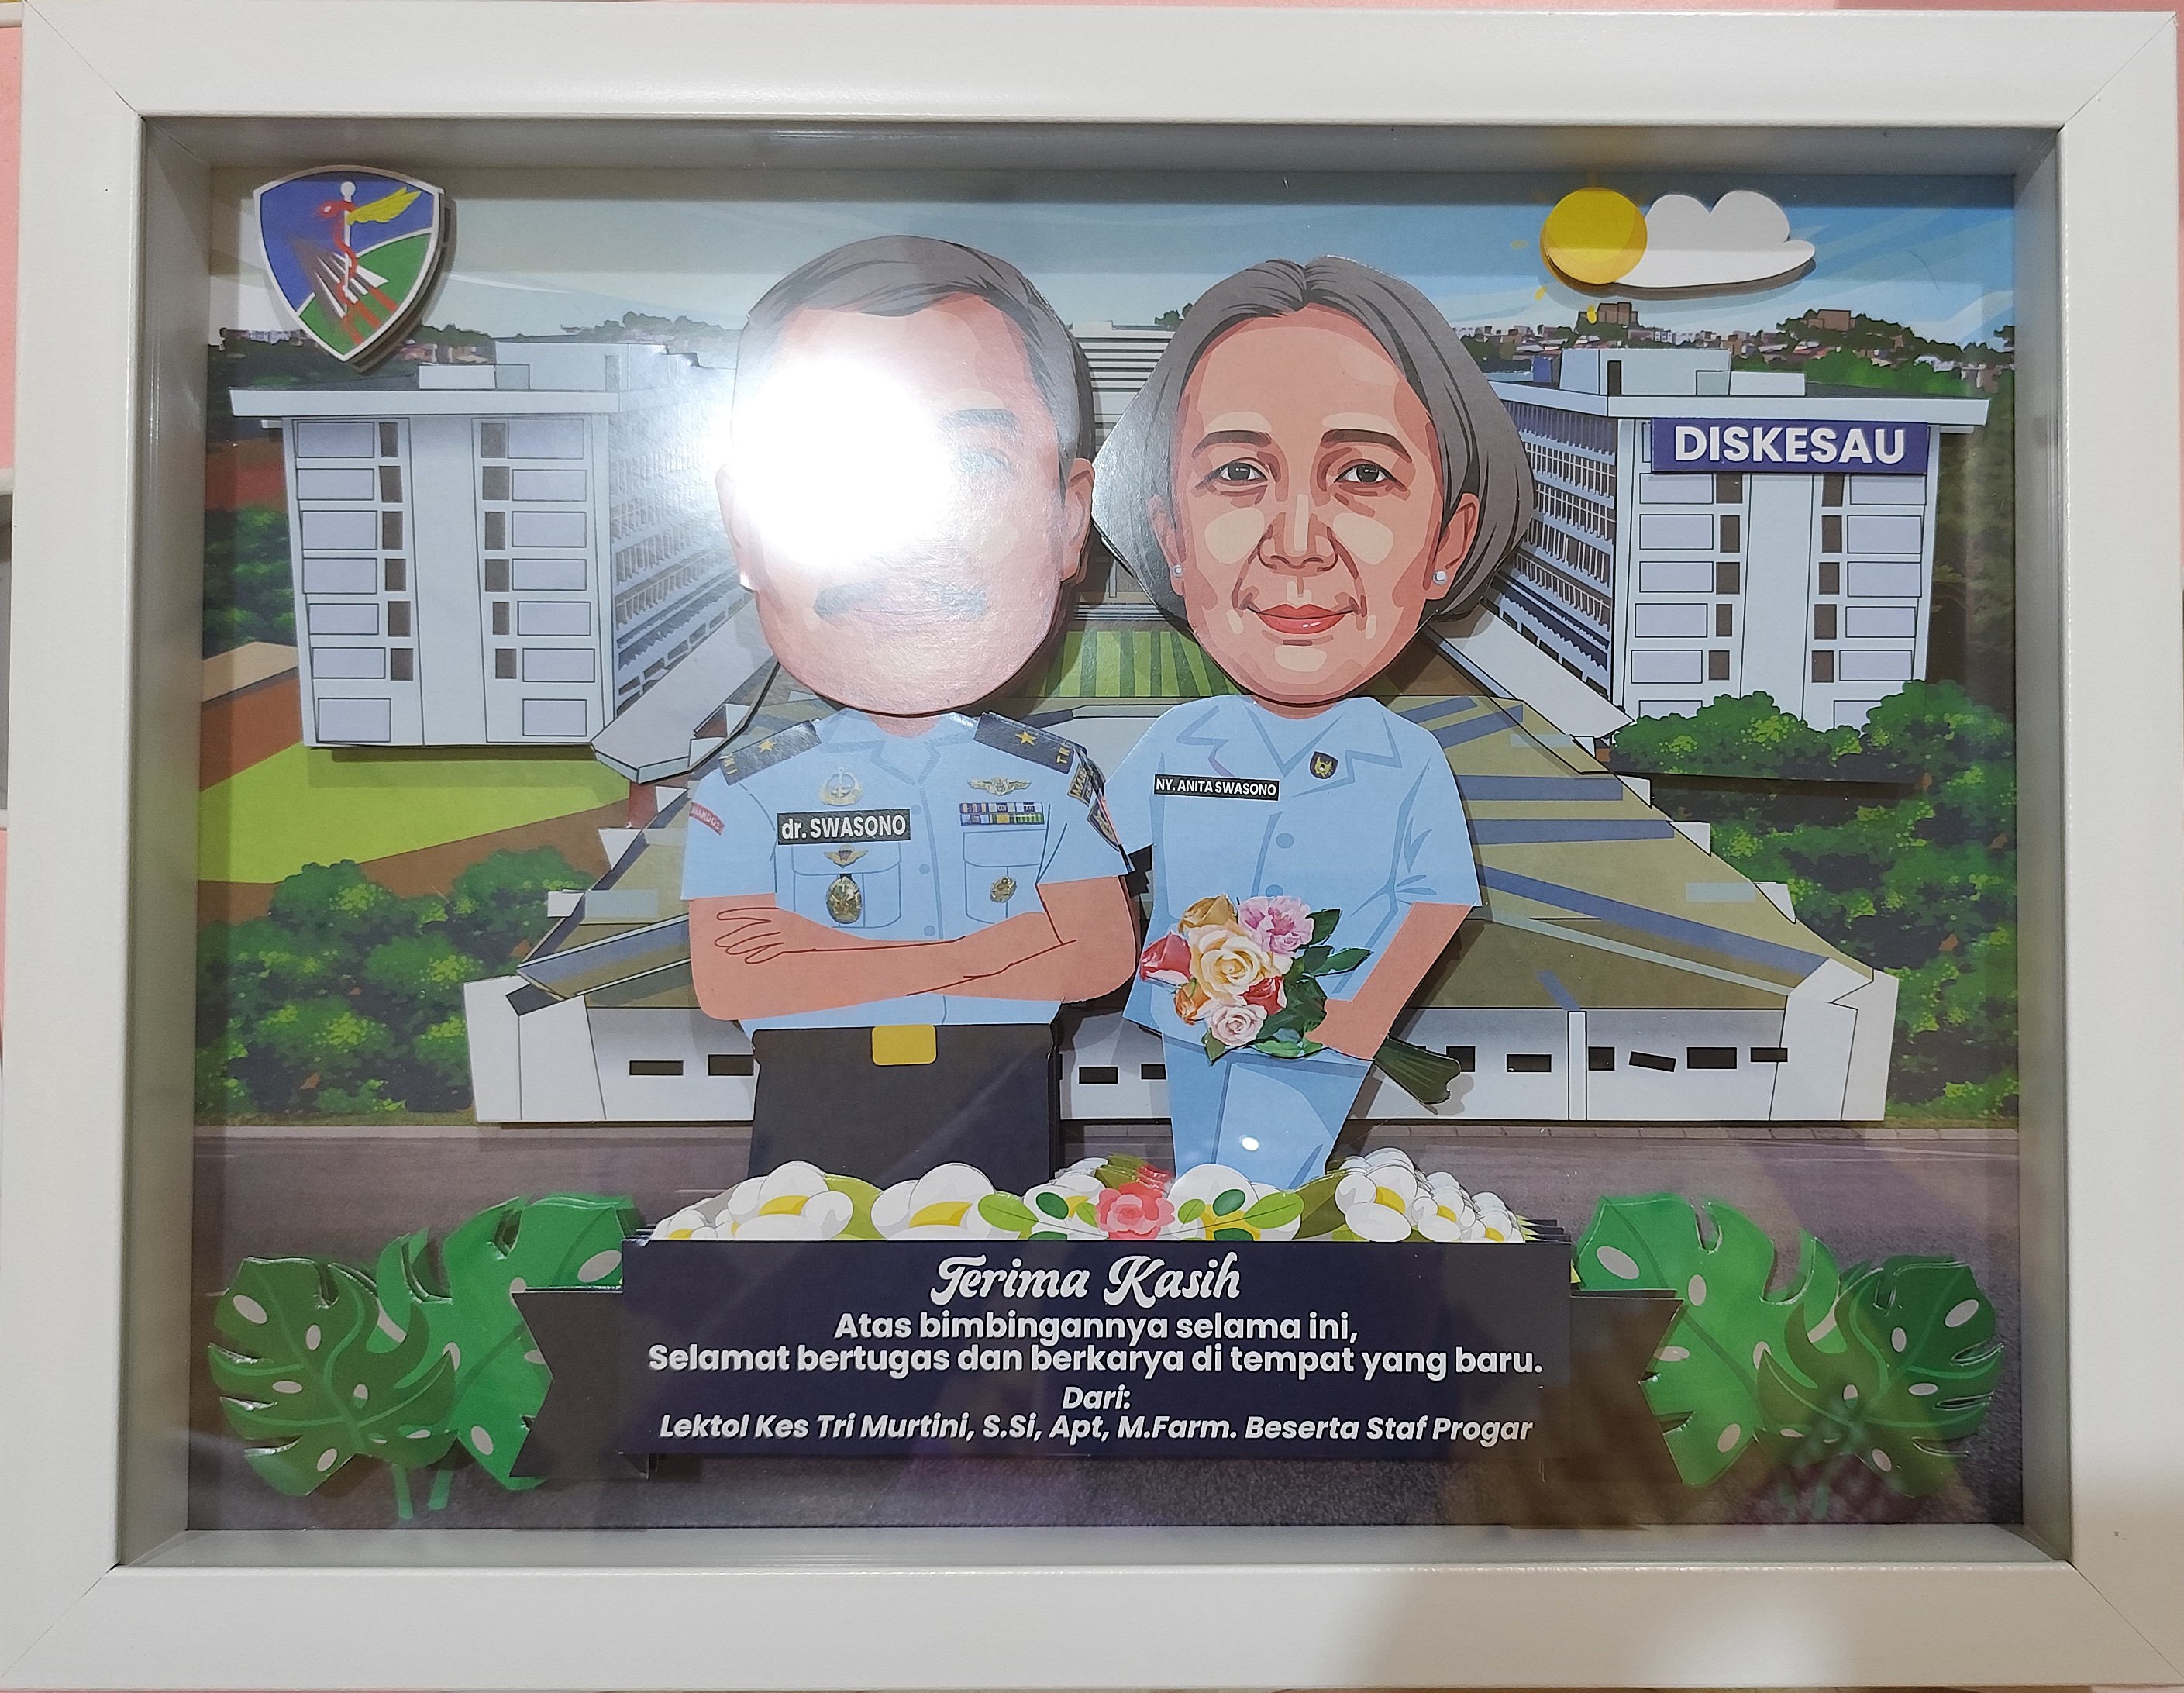 DISKESAU
dr. SWASONO
NY. ANITA SWASONO
Terima Kasih
Atas bimbingannya selama ini,
Selamat bertugas dan berkarya di tempat yang baru.
Dari:
Lektol Kes Tri Murtini, S.Si, Apt, M.Farm. Beserta Staf Progar